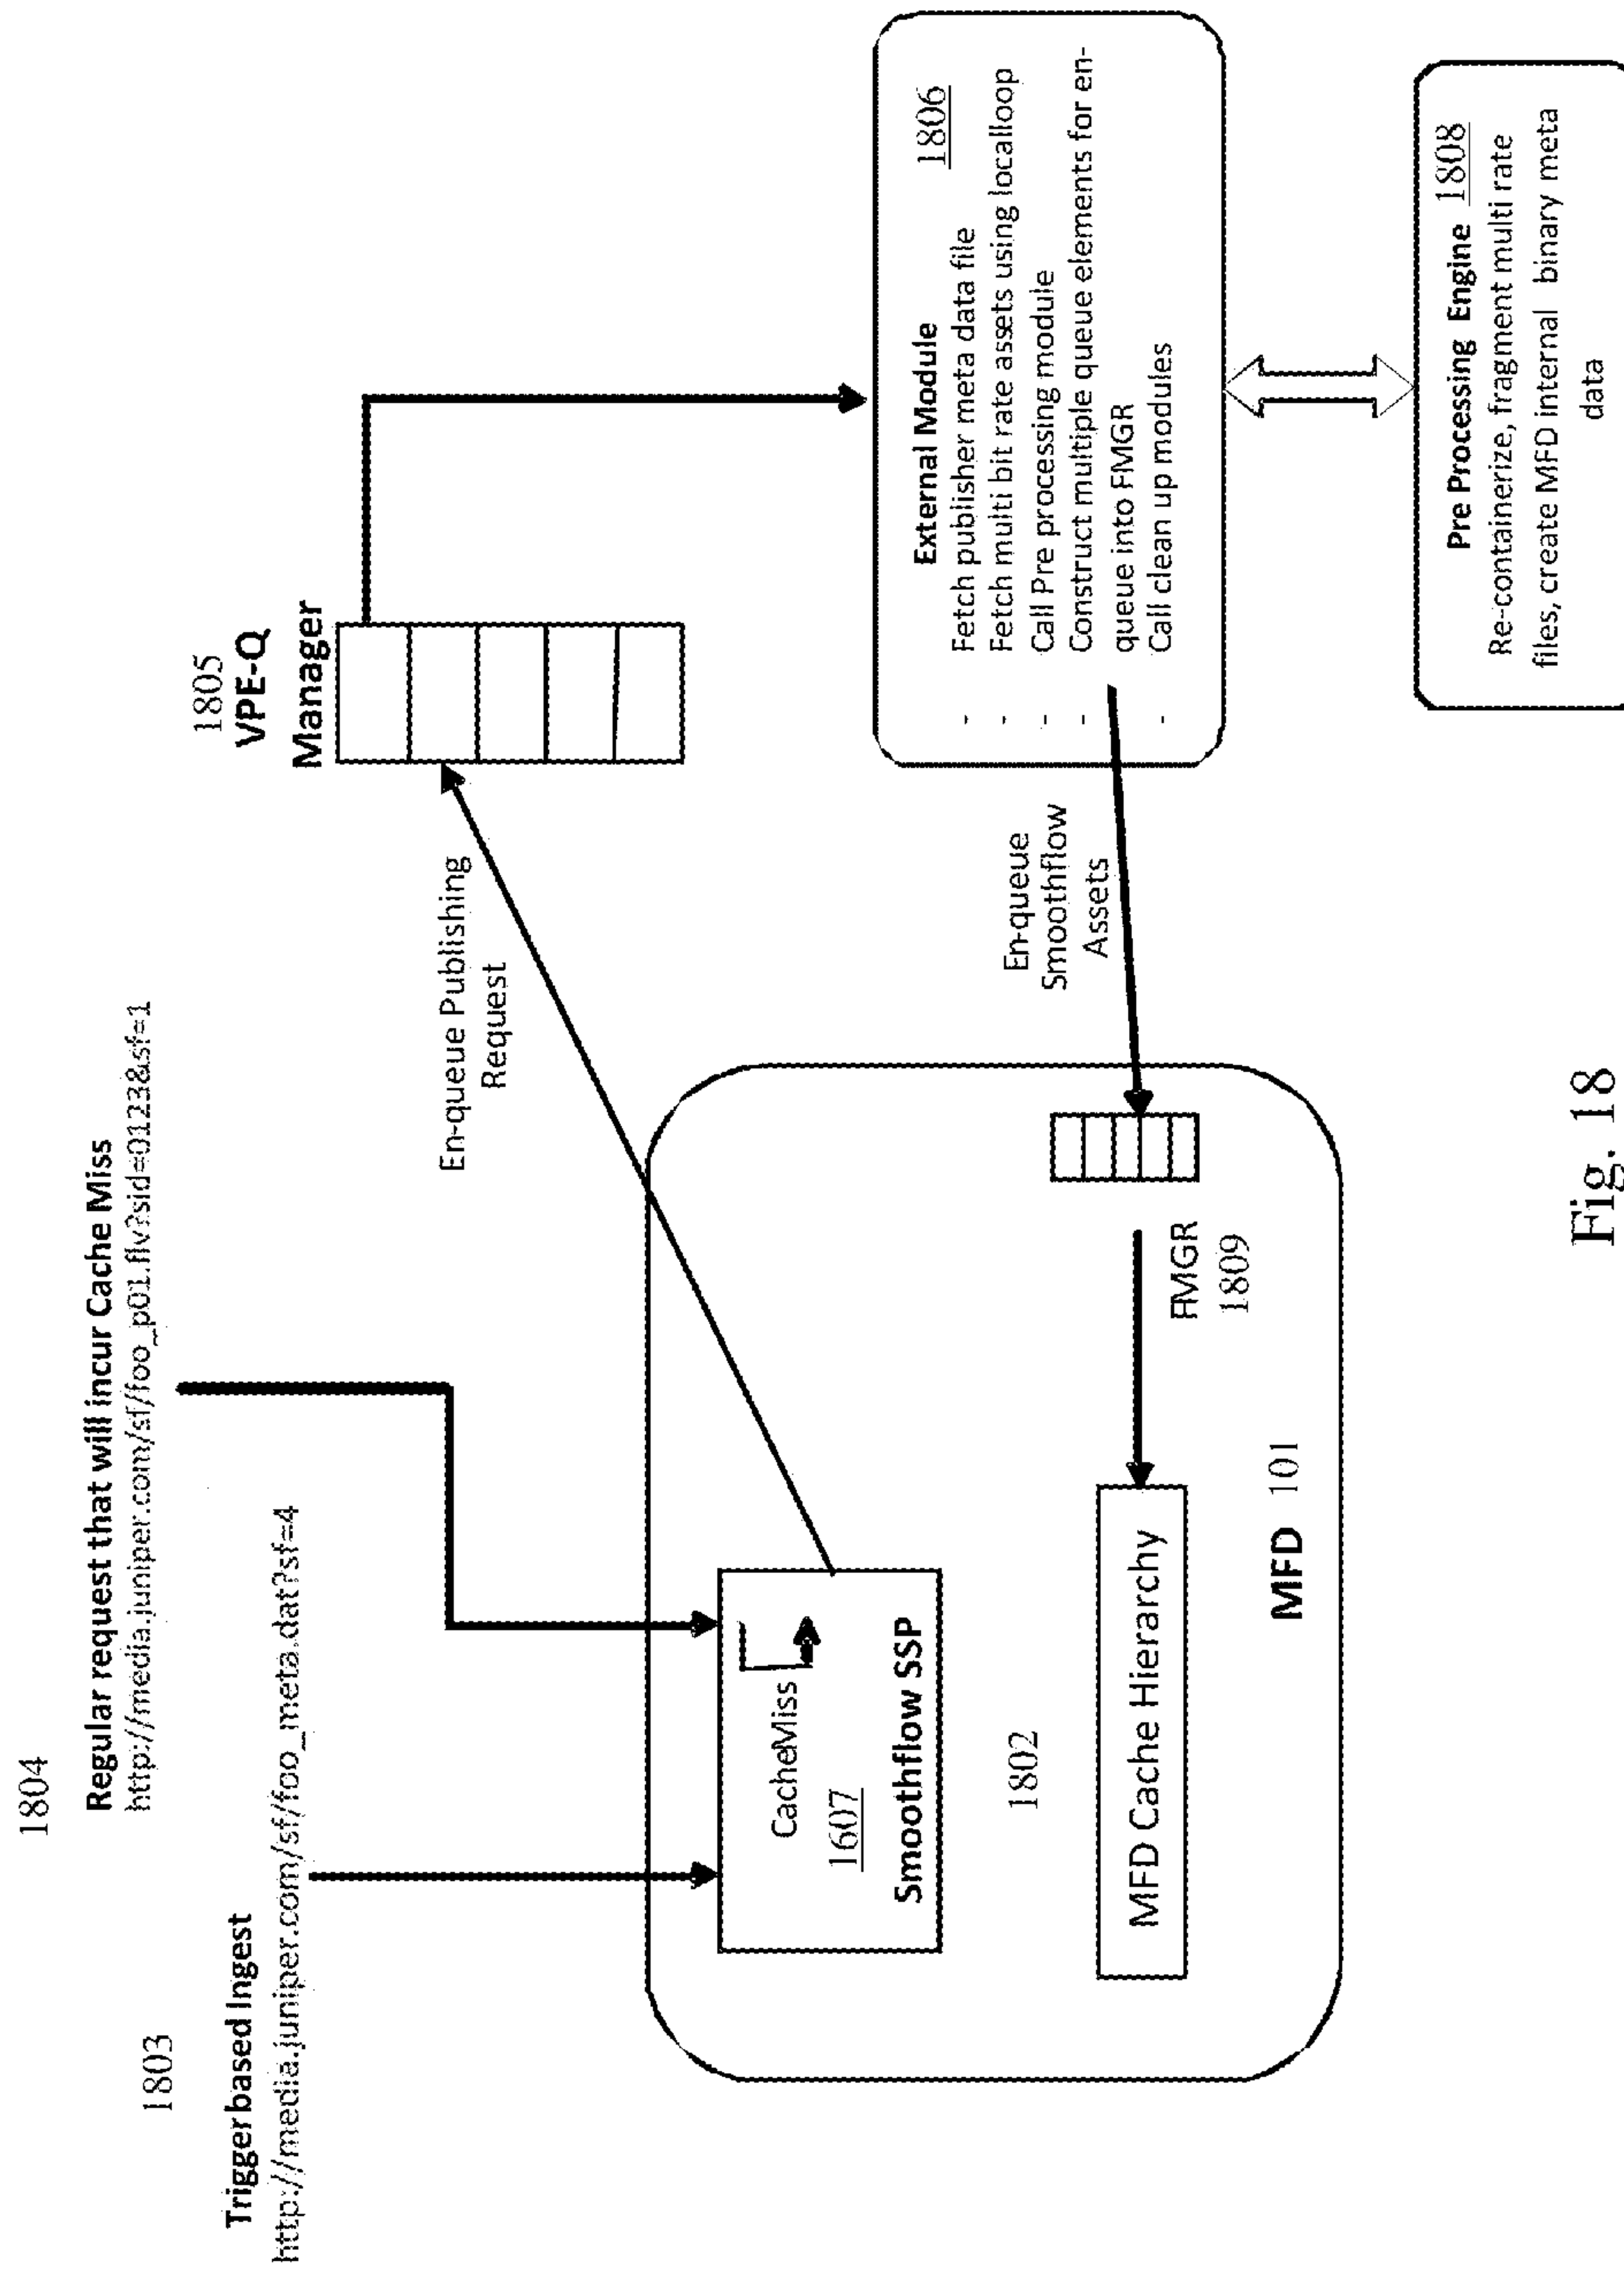 1804
Regular request that will incur Cache Miss
http://media.juniper.com/sf/foo_p01.flv?sid=0123&sf=1
1803
Triggerbased Ingest
http://media.juniper.com/sf/foo_meta.dat?sf=4
1805
VPE-Q
Manager
En-queue Publishing
Request
CacheMiss
1607
Smoothflow SSP
1802
MFD Cache Hierarchy
MFD 101
FMGR
1809
En-queue
Smoothflow
Assets
External Module 1806
- Fetch publisher meta data file
- Fetch multi bit rate assets using localloop
- Call Pre processing module
- Construct multiple queue elements for en-
queue into FMGR
- Call clean up modules
Pre Processing Engine 1808
Re-containerize, fragment multi rate
files, create MFD internal binary meta
data
Fig. 18